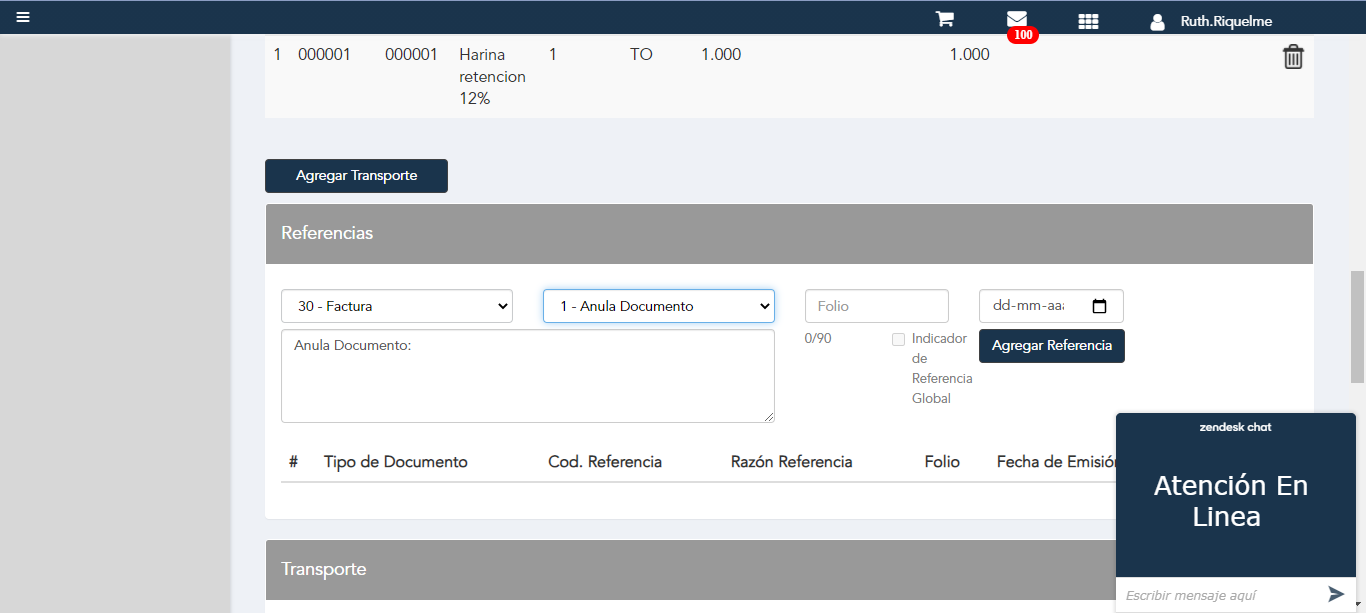 Ruth.Riquelme
100
1 000001 000001 Harina 1 TO 1.000 1.000
retencion
12%
Agregar Transporte
Referencias
30 - Factura 1 - Anula Documento Folio dd-mm-aa
Anula Documento: 0/90 Indicador Agregar Referencia
de
Referencia
Global
# Tipo de Documento Cod. Referencia Razón Referencia Folio Fecha de Emisión
zendesk chat
Atención En
Linea
Transporte
Escribir mensaje aquí